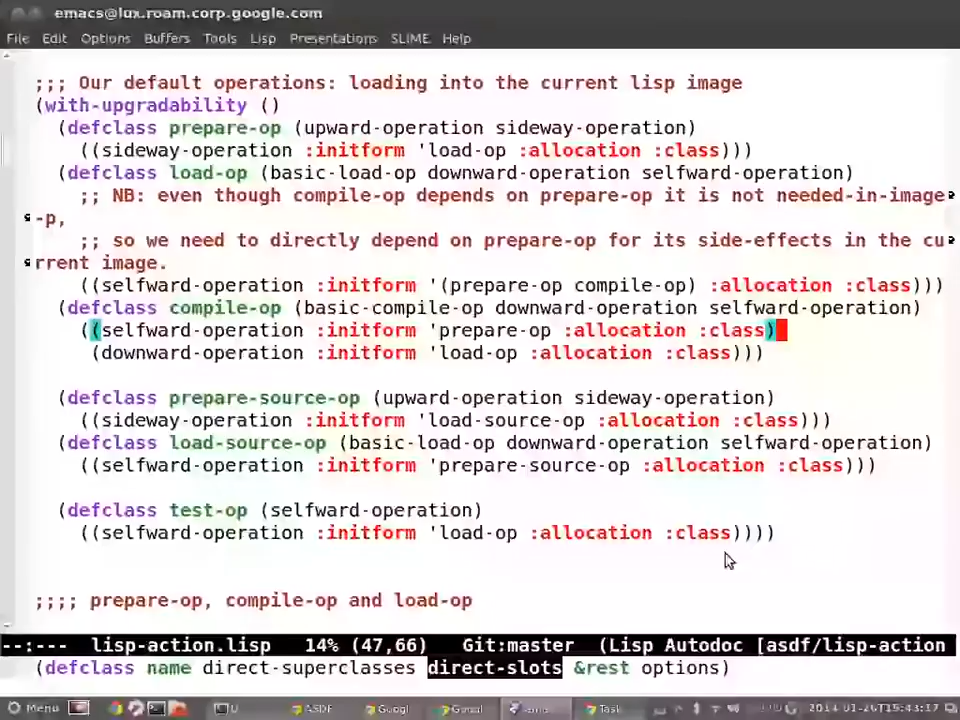 emacs@lux.roam.corp.google.com
File Edit Options Buffers Tools Lisp Presentations SLIME Help
;;; Our default operations: loading into the current lisp image
(with-upgradability ()
(defclass prepare-op (upward-operation sideway-operation)
((sideway-operation :initform 'load-op :allocation :class)))
(defclass load-op (basic-load-op downward-operation selfward-operation)
;; NB: even though compile-op depends on prepare-op it is not needed-in-image
-p,
;; so we need to directly depend on prepare-op for its side-effects in the cu
rrent image.
((selfward-operation :initform '(prepare-op compile-op) :allocation :class)))
(defclass compile-op (basic-compile-op downward-operation selfward-operation)
((selfward-operation :initform 'prepare-op :allocation :class)
(downward-operation :initform 'load-op :allocation :class)))
(defclass prepare-source-op (upward-operation sideway-operation)
((sideway-operation :initform 'load-source-op :allocation :class)))
(defclass load-source-op (basic-load-op downward-operation selfward-operation)
((selfward-operation :initform 'prepare-source-op :allocation :class)))
(defclass test-op (selfward-operation)
((selfward-operation :initform 'load-op :allocation :class))))
;;;; prepare-op, compile-op and load-op
--:--- lisp-action.lisp 14% (47,66) Git:master (Lisp Autodoc [asdf/lisp-action
(defclass name direct-superclasses direct-slots &rest options)
Menu ASDF Googl Task 2014-01-26T15:43:17